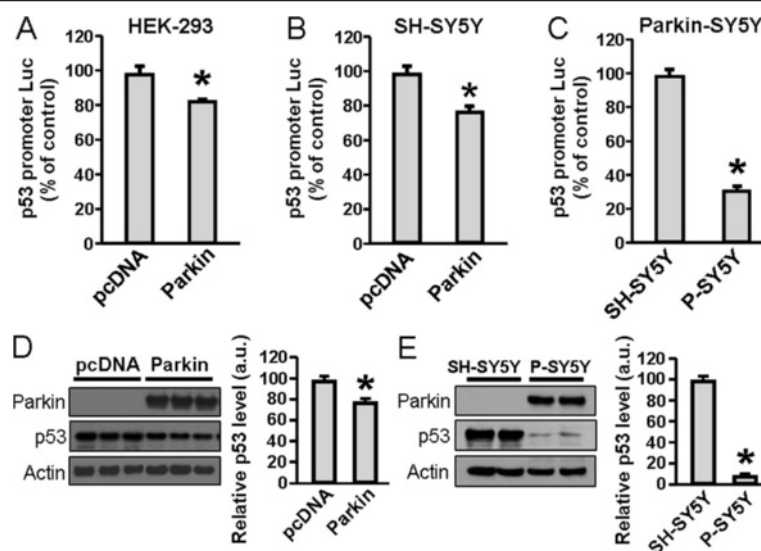 A
HEK-293
p53 promoter Luc
(% of control)
120
100
80
60
40
20
0
*
pcDNA
Parkin
B
SH-SY5Y
p53 promoter Luc
(% of control)
120
100
80
60
40
20
0
*
pcDNA
Parkin
C
Parkin-SY5Y
p53 promoter Luc
(% of control)
120
100
80
60
40
20
0
*
SH-SY5Y
P-SY5Y
D
pcDNA Parkin
Parkin
p53
Actin
Relative p53 level (a.u.)
120
100
80
60
40
20
0
*
pcDNA
Parkin
E
SH-SY5Y P-SY5Y
Parkin
p53
Actin
Relative p53 level (a.u.)
120
100
80
60
40
20
0
*
SH-SY5Y
P-SY5Y